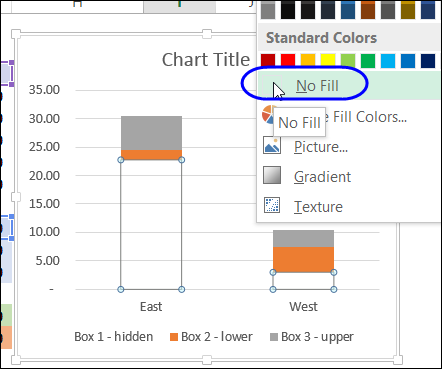 Standard Colors
No Fill
Fill Colors...
No Fill
Picture...
Gradient
Texture
Chart Title
35.00
30.00
25.00
20.00
15.00
10.00
5.00
-
East West
Box 1 - hidden Box 2 - lower Box 3 - upper